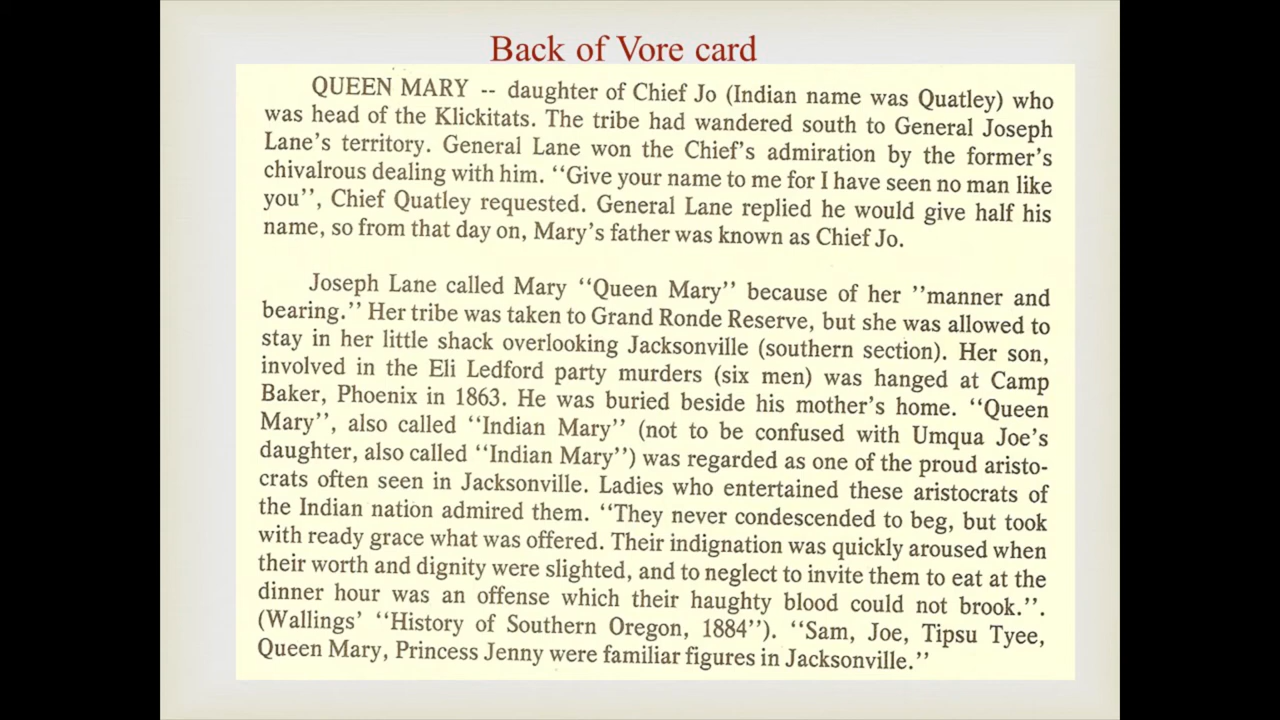 Back of Vore card
QUEEN MARY -- daughter of Chief Jo (Indian name was Quatley) who
was head of the Klickitats. The tribe had wandered south to General Joseph
Lane's territory. General Lane won the Chief's admiration by the former's
chivalrous dealing with him. ‘‘Give your name to me for I have seen no man like
you’’, Chief Quatley requested. General Lane replied he would give half his
name, so from that day on, Mary's father was known as Chief Jo.
Joseph Lane called Mary ‘‘Queen Mary’’ because of her ’’manner and
bearing.’’ Her tribe was taken to Grand Ronde Reserve, but she was allowed to
stay in her little shack overlooking Jacksonville (southern section). Her son,
involved in the Eli Ledford party murders (six men) was hanged at Camp
Baker, Phoenix in 1863. He was buried beside his mother's home. ‘‘Queen
Mary’’, also called ‘‘Indian Mary’’ (not to be confused with Umqua Joe's
daughter, also called ‘‘Indian Mary’’) was regarded as one of the proud aristo-
crats often seen in Jacksonville. Ladies who entertained these aristocrats of
the Indian nation admired them. ‘‘They never condescended to beg, but took
with ready grace what was offered. Their indignation was quickly aroused when
their worth and dignity were slighted, and to neglect to invite them to eat at the
dinner hour was an offense which their haughty blood could not brook.’’.
(Wallings’ ‘‘History of Southern Oregon, 1884’’). ‘‘Sam, Joe, Tipsu Tyee,
Queen Mary, Princess Jenny were familiar figures in Jacksonville.’’